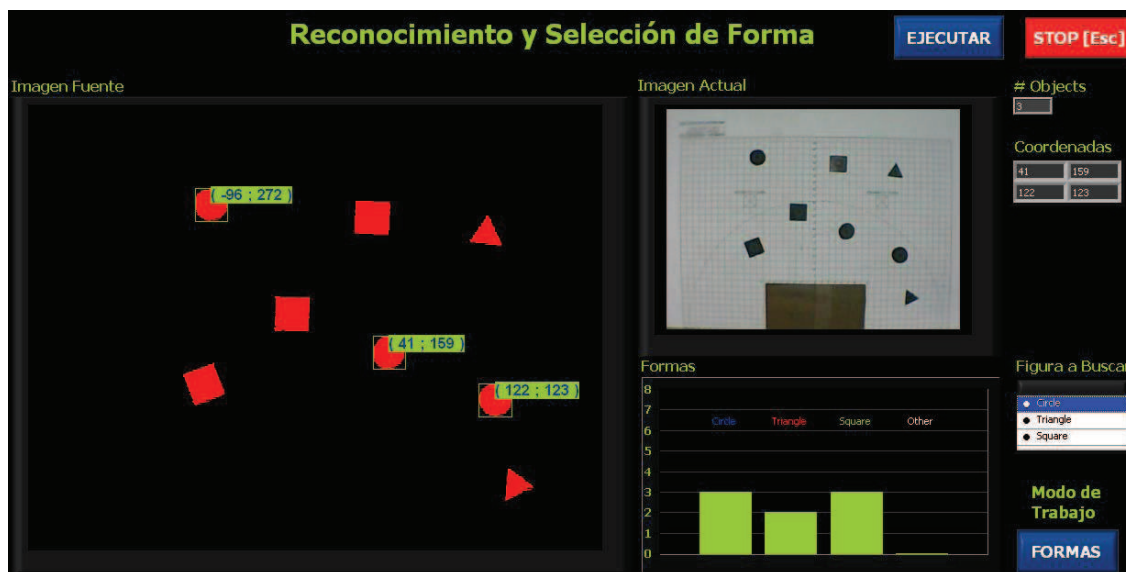 Reconocimiento y Selección de Forma
EJECUTAR
STOP [Esc]
Imagen Fuente
( -96 ; 272 )
( 41 ; 159 )
( 122 ; 123 )
Imagen Actual
# Objects
3
Coordenadas
41 159
122 123
Formas
8
7
6
5
4
3
2
1
0
Circle Triangle Square Other
Figura a Buscar
Circle
Triangle
Square
Modo de
Trabajo
FORMAS